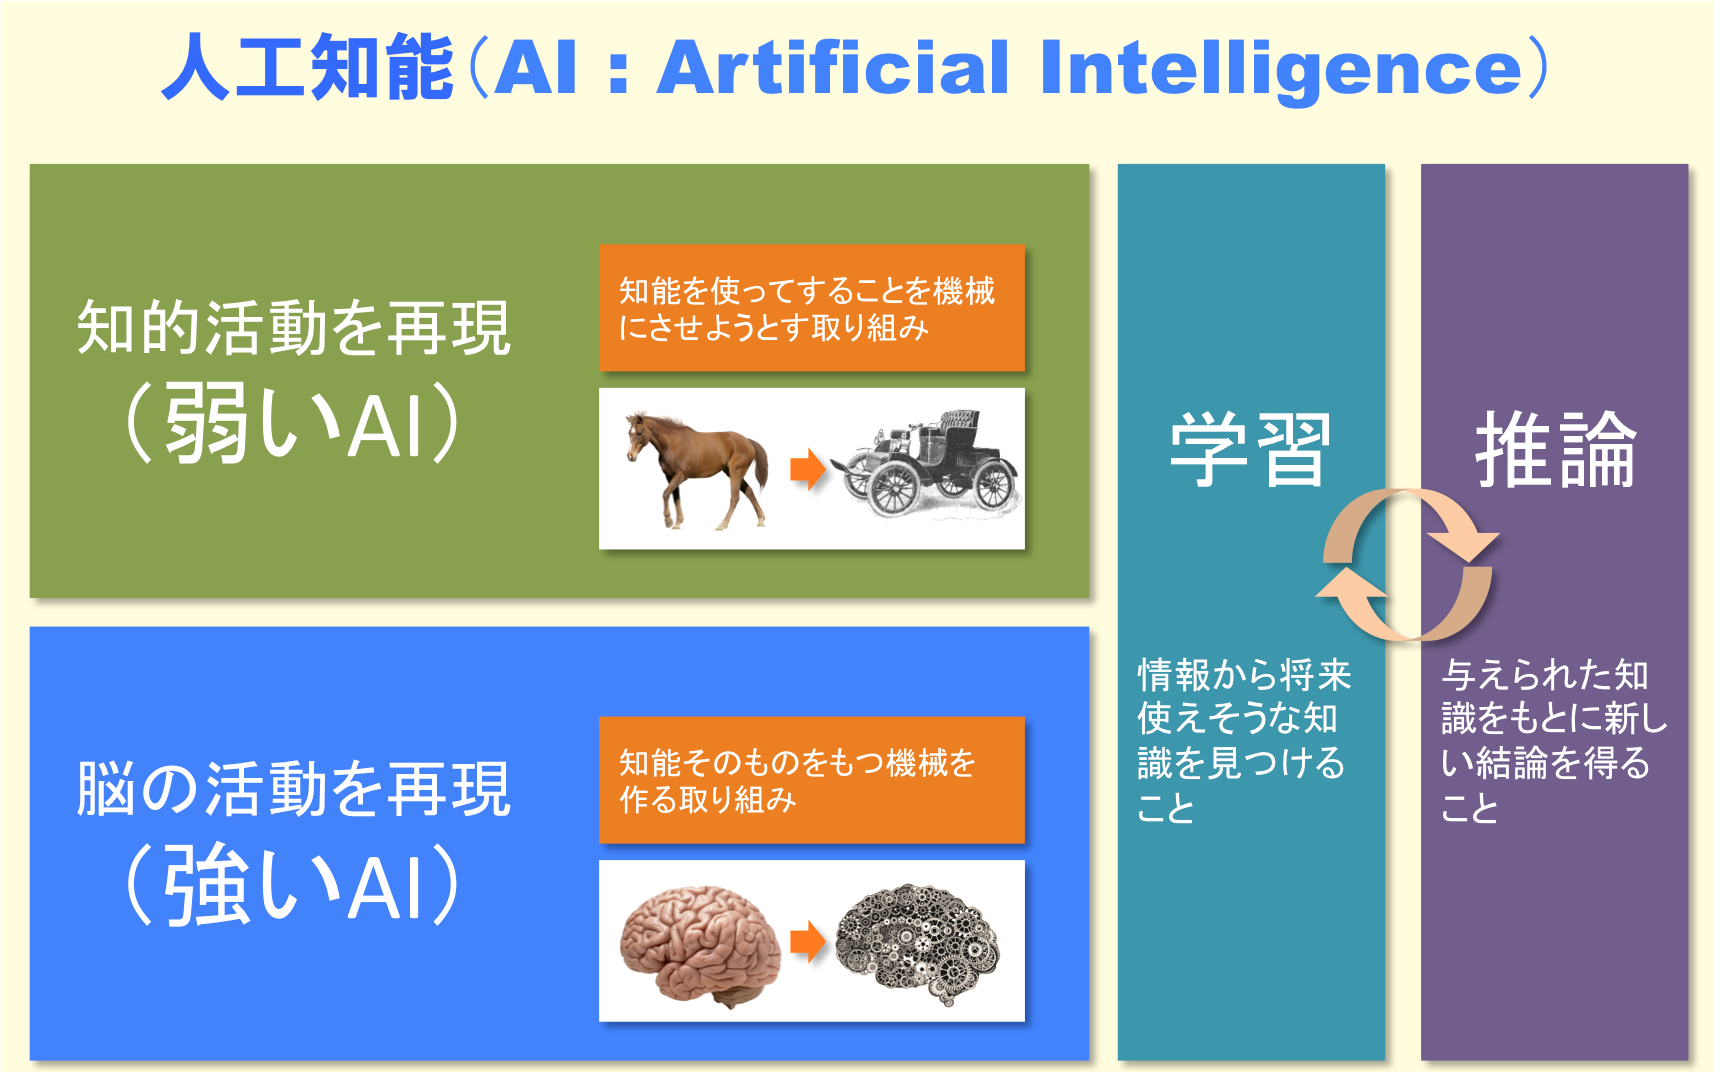 人工知能(AI : Artificial Intelligence)
知的活動を再現
(弱いAI)
知能を使ってすることを機械
にさせようとす取り組み
脳の活動を再現
(強いAI)
知能そのものをもつ機械を
作る取り組み
学習
情報から将来
使えそうな知
識を見つける
こと
推論
与えられた知
識をもとに新し
い結論を得る
こと